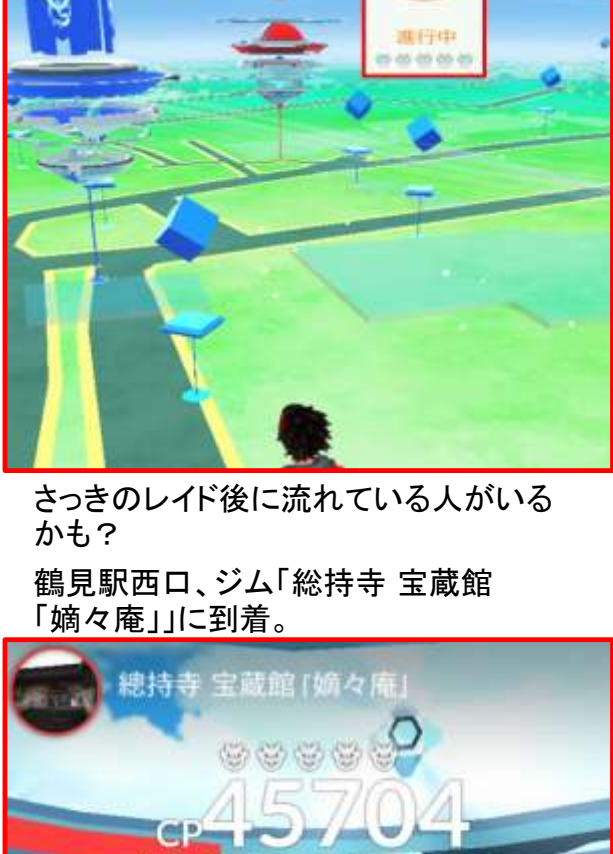 進行中
さっきのレイド後に流れている人がいる
かも？
鶴見駅西口、ジム「総持寺 宝蔵館
「嫡々庵」」に到着。
總持寺 宝蔵館「嫡々庵」
CP45704